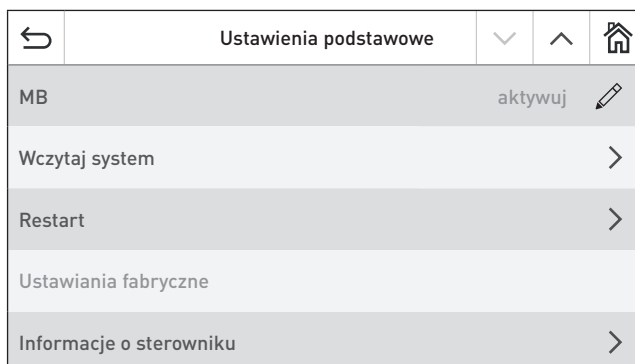 Ustawienia podstawowe
MB aktywuj
Wczytaj system
Restart
Ustawiania fabryczne
Informacje o sterowniku